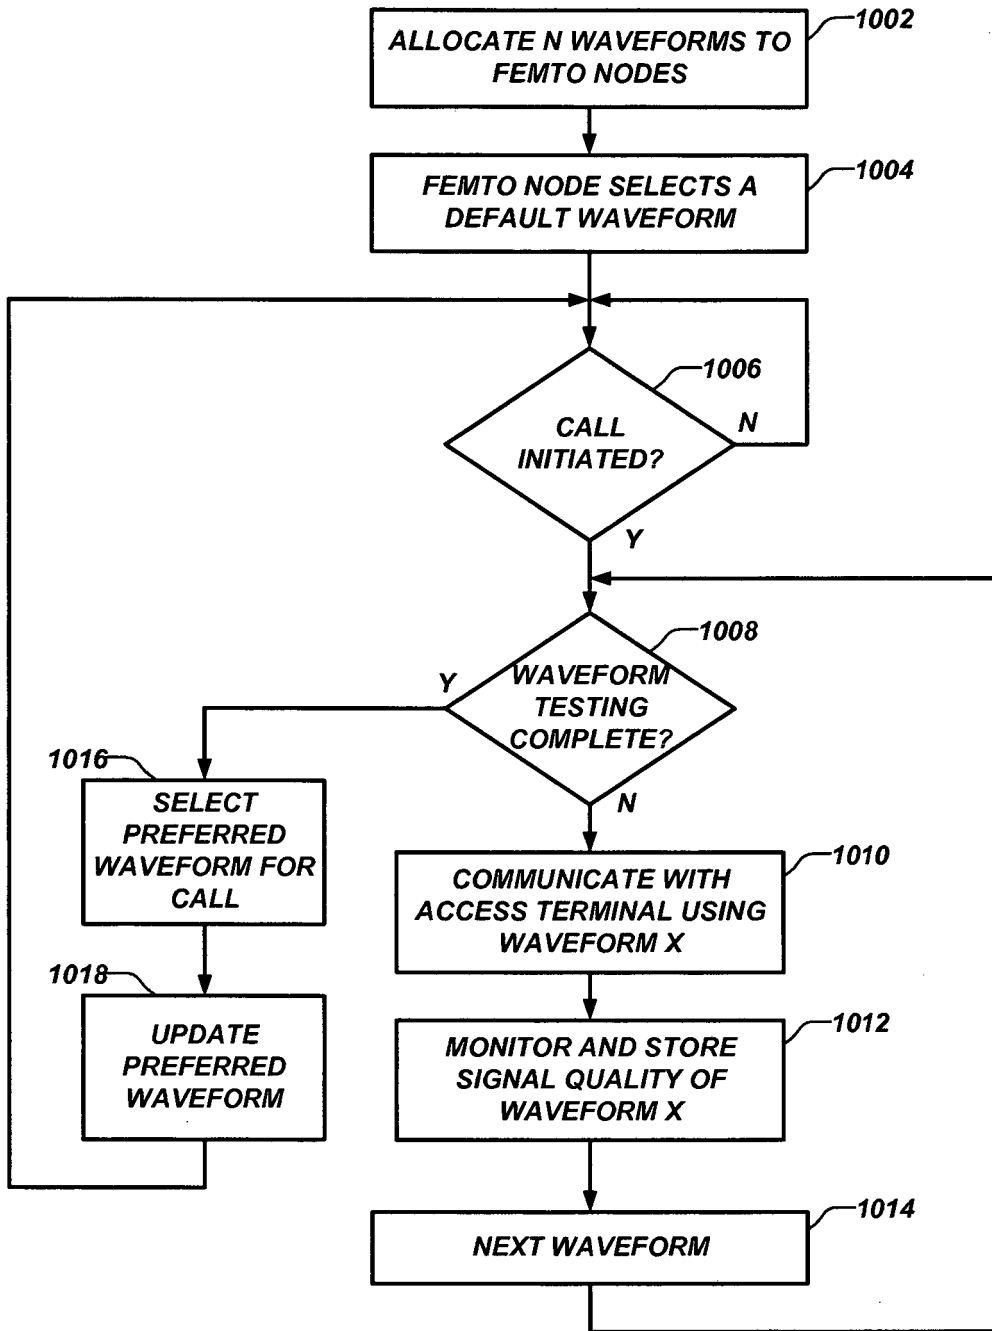 1002
ALLOCATE N WAVEFORMS TO
FEMTO NODES
1004
FEMTO NODE SELECTS A
DEFAULT WAVEFORM
1006
CALL
INITIATED?
N
Y
1008
WAVEFORM
TESTING
COMPLETE?
Y
N
1016
SELECT
PREFERRED
WAVEFORM FOR
CALL
1010
COMMUNICATE WITH
ACCESS TERMINAL USING
WAVEFORM X
1018
UPDATE
PREFERRED
WAVEFORM
1012
MONITOR AND STORE
SIGNAL QUALITY OF
WAVEFORM X
1014
NEXT WAVEFORM